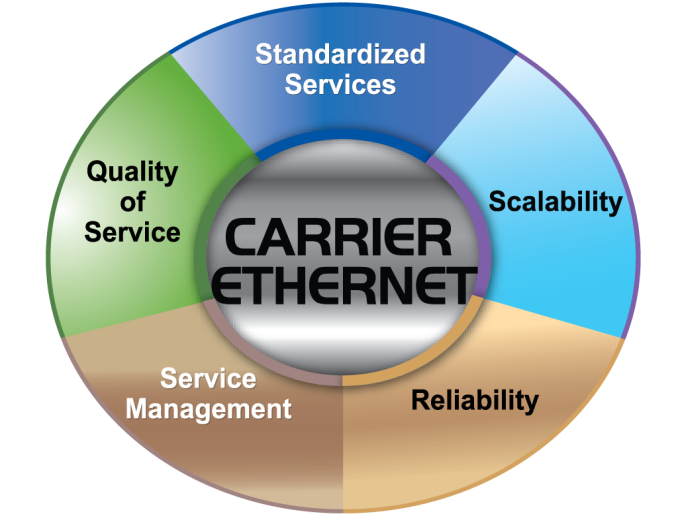 Standardized
Services
Quality
of
Service
Scalability
CARRIER
ETHERNET
Service
Management
Reliability